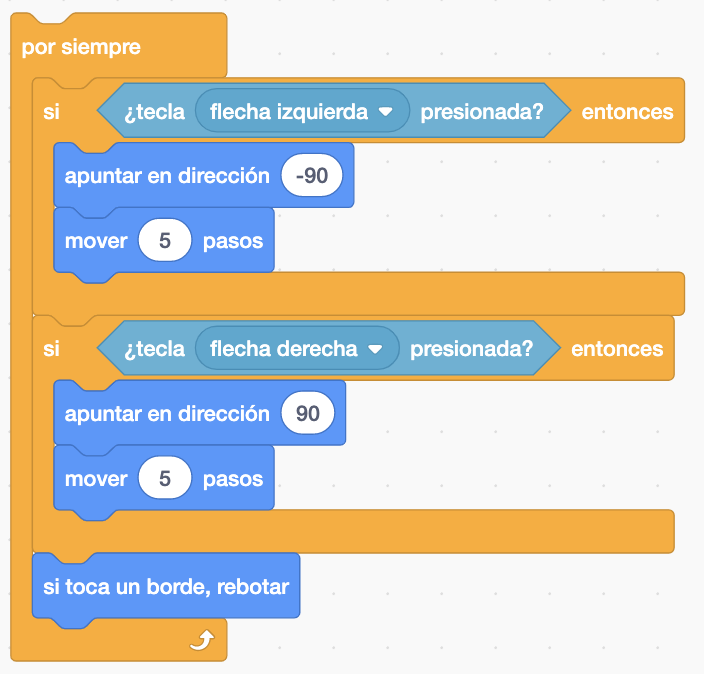 por siempre
si ¿tecla flecha izquierda presionada? entonces
apuntar en dirección -90
mover 5 pasos
si ¿tecla flecha derecha presionada? entonces
apuntar en dirección 90
mover 5 pasos
si toca un borde, rebotar